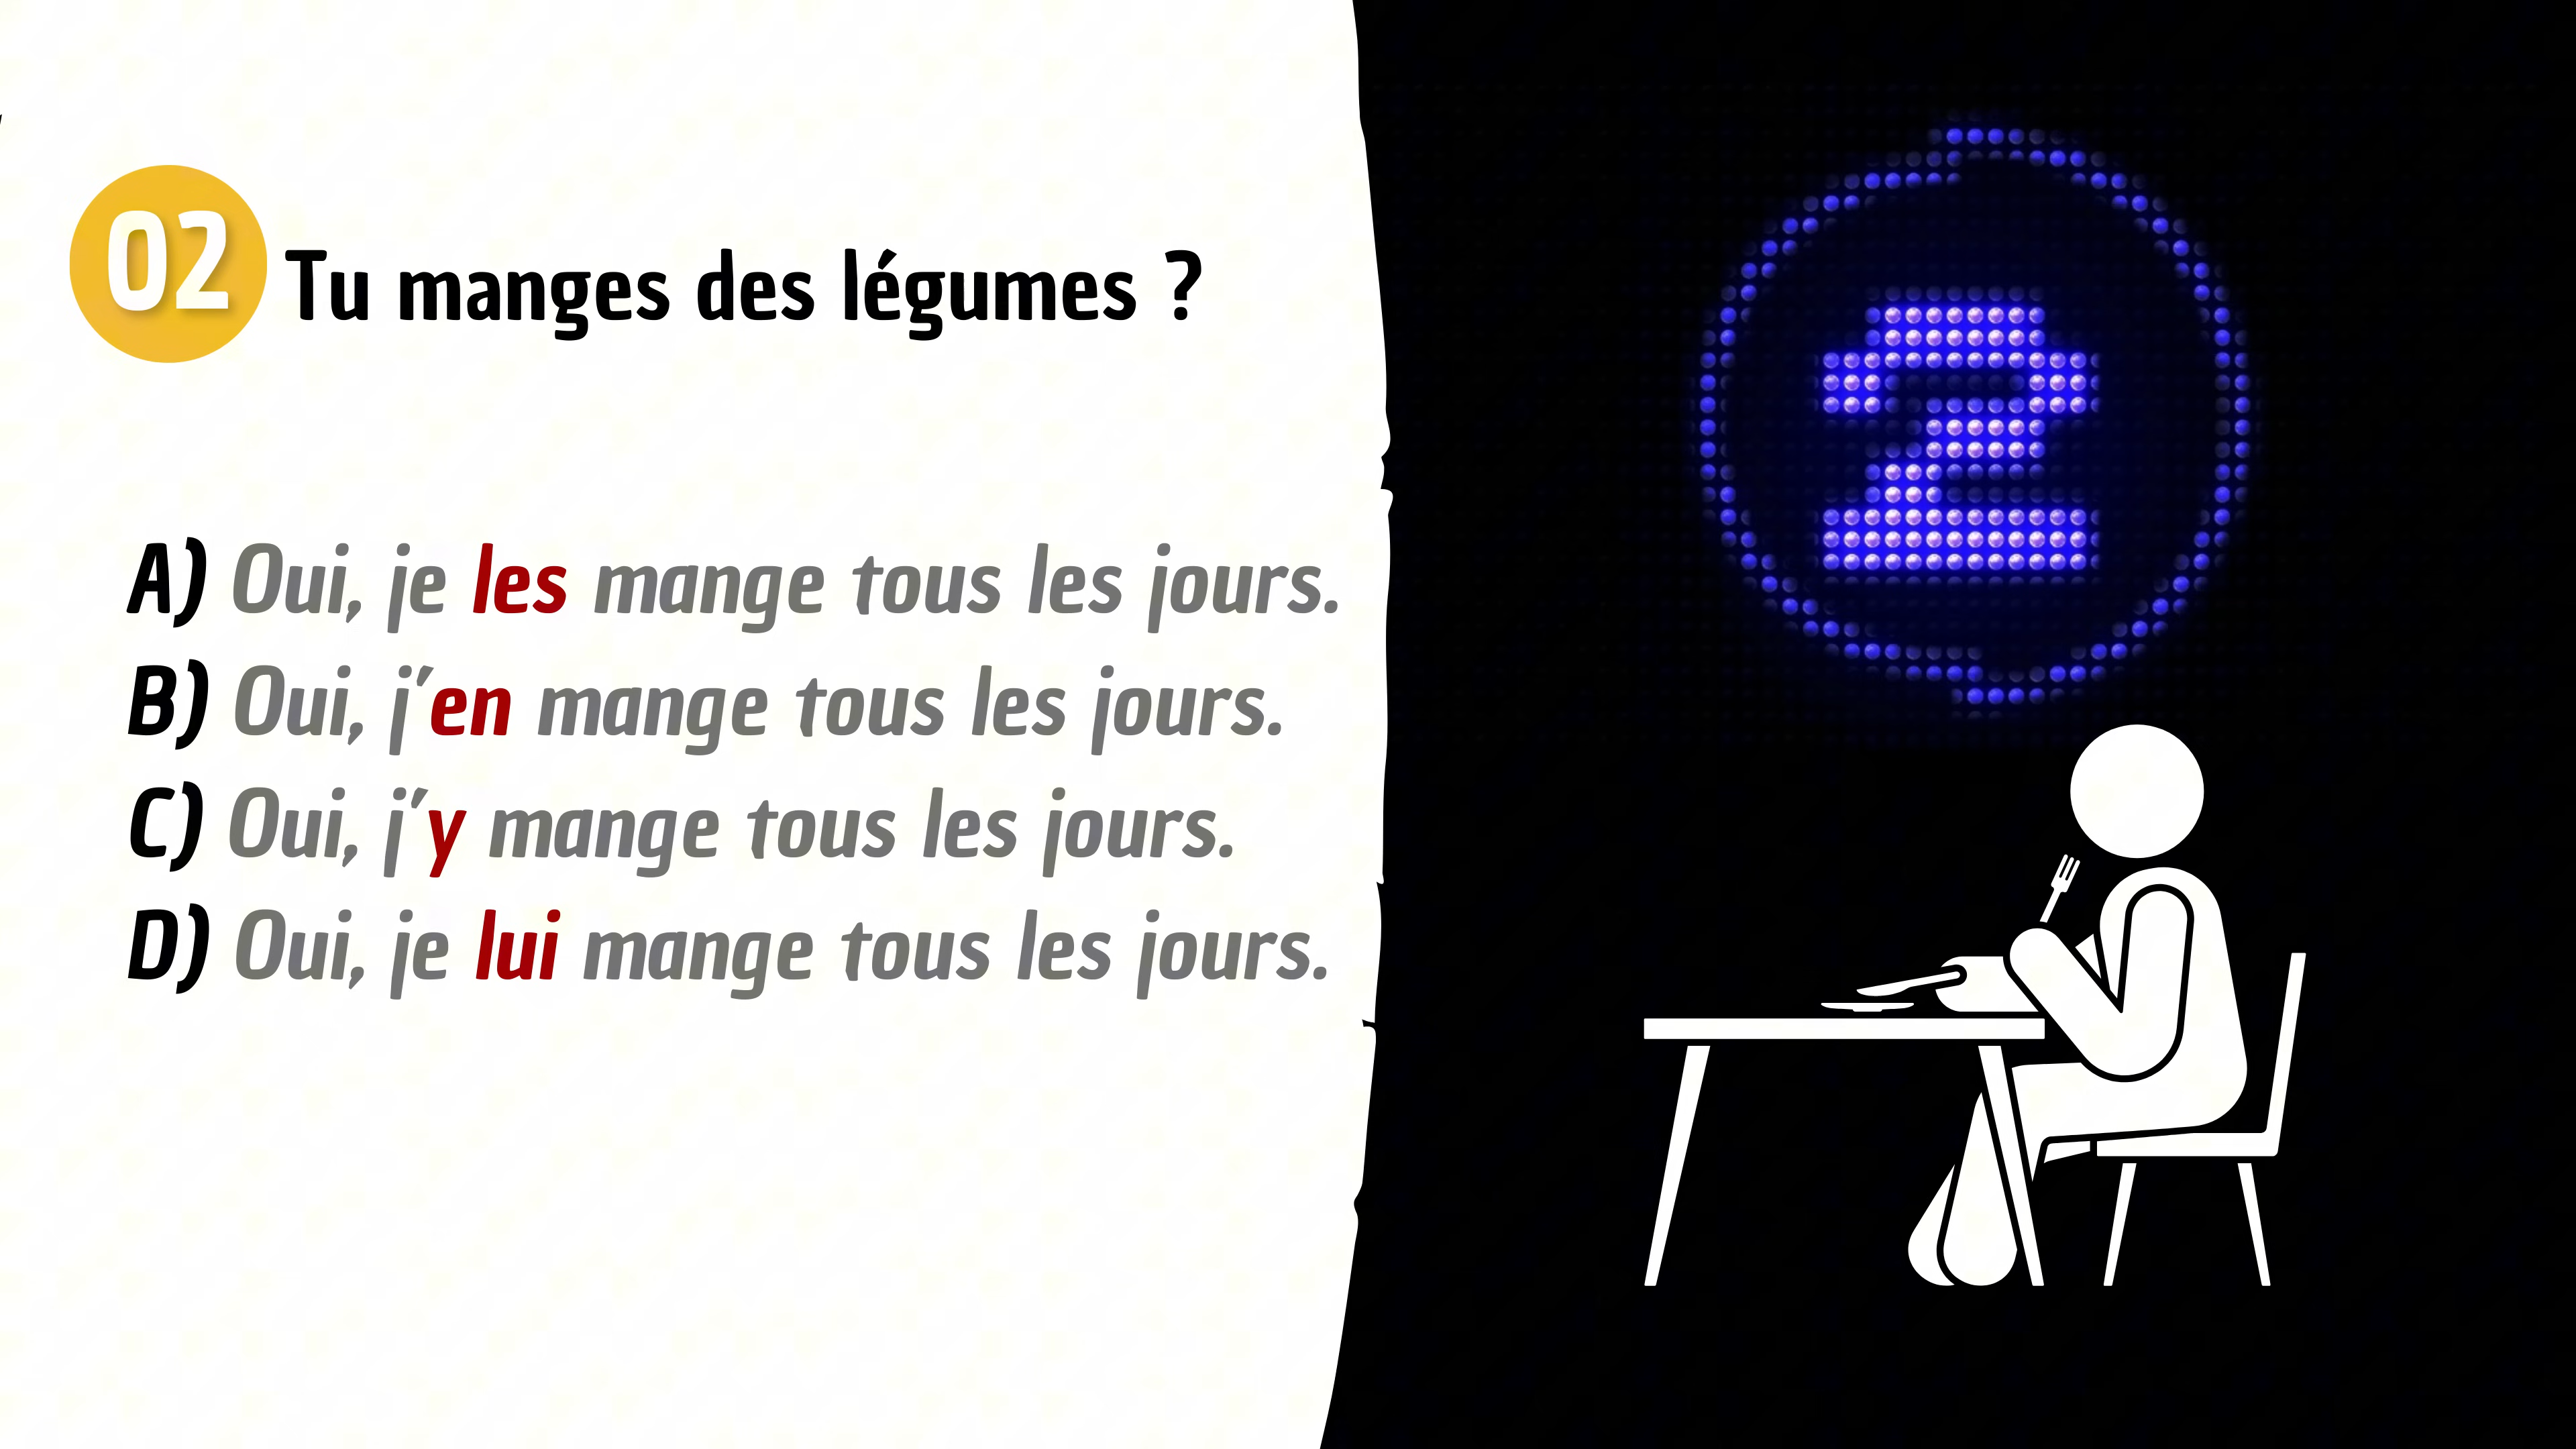 02 Tu manges des légumes ?
2
A) Oui, je les mange tous les jours.
B) Oui, j'en mange tous les jours.
C) Oui, j'y mange tous les jours.
D) Oui, je lui mange tous les jours.